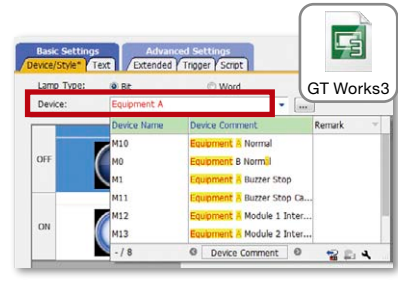 Basic Settings
Advanced Settings
Device/Style*
Text
Extended
Trigger
Script
GT Works3
Lamp Type:
Bit
Word
Device:
Equipment A
...
Device Name
Device Comment
Remark
M10
Equipment A Normal
OFF
M0
Equipment B Normal
M1
Equipment A Buzzer Stop
M11
Equipment A Buzzer Stop Ca...
ON
M12
Equipment A Module 1 Inter...
M13
Equipment A Module 2 Inter...
- / 8
Device Comment